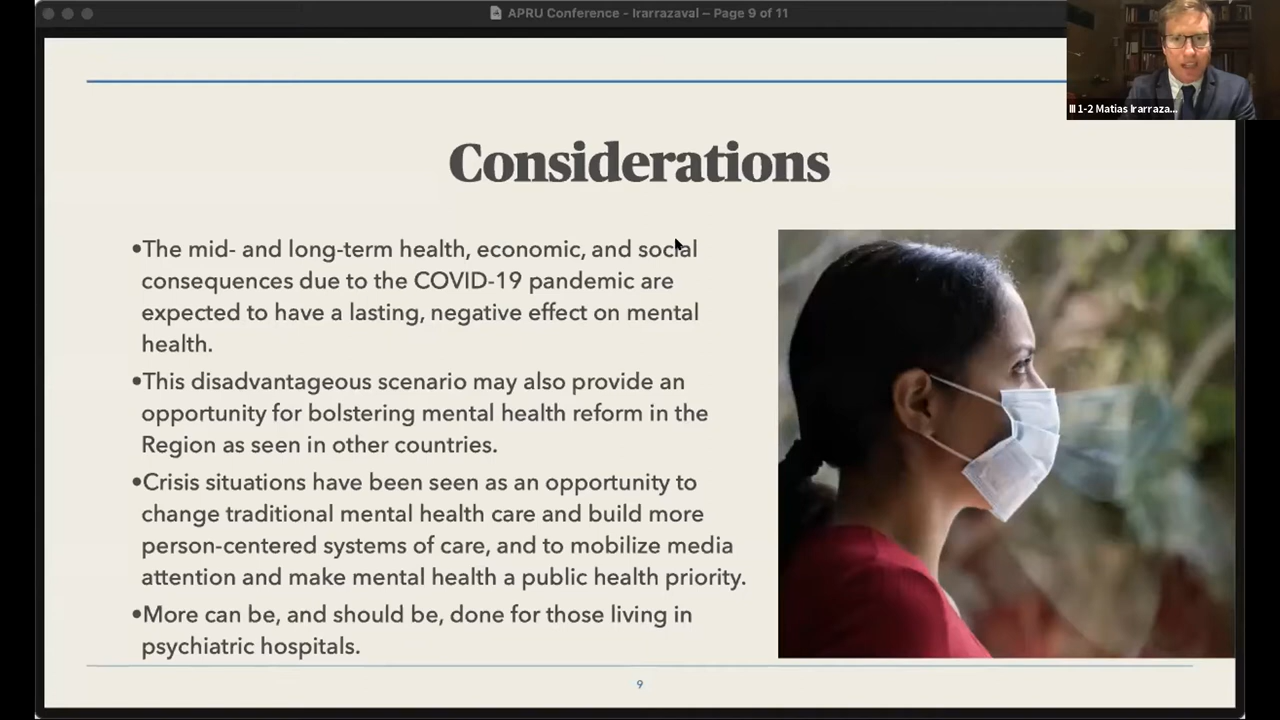 APRU Conference - Irarrazaval – Page 9 of 11
III 1-2 Matias Irarraza...
Considerations
•The mid- and long-term health, economic, and social
consequences due to the COVID-19 pandemic are
expected to have a lasting, negative effect on mental
health.
•This disadvantageous scenario may also provide an
opportunity for bolstering mental health reform in the
Region as seen in other countries.
•Crisis situations have been seen as an opportunity to
change traditional mental health care and build more
person-centered systems of care, and to mobilize media
attention and make mental health a public health priority.
•More can be, and should be, done for those living in
psychiatric hospitals.
9